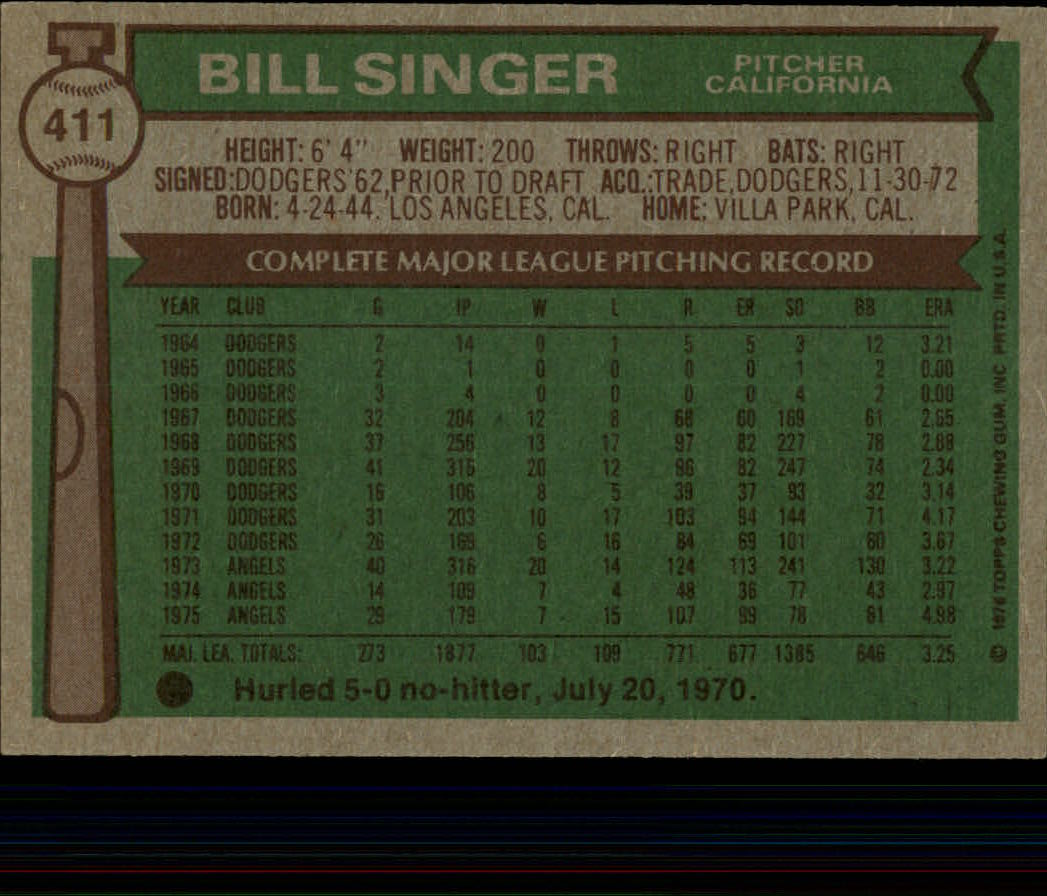 BILL SINGER
PITCHER
CALIFORNIA
411
HEIGHT: 6' 4" WEIGHT: 200 THROWS: RIGHT BATS: RIGHT
SIGNED: DODGERS '62, PRIOR TO DRAFT ACQ.: TRADE, DODGERS, 11-30-72
BORN: 4-24-44, LOS ANGELES, CAL. HOME: VILLA PARK, CAL.
COMPLETE MAJOR LEAGUE PITCHING RECORD
YEAR CLUB G IP W L R ER SO BB ERA
1964 DODGERS 2 14 0 1 5 5 3 12 3.21
1965 DODGERS 2 1 0 0 0 0 1 2 0.00
1966 DODGERS 3 4 0 0 0 0 4 2 0.00
1967 DODGERS 32 204 12 8 68 60 169 61 2.65
1968 DODGERS 37 256 13 17 97 82 227 78 2.88
1969 DODGERS 41 316 20 12 96 82 247 74 2.34
1970 DODGERS 16 106 8 5 39 37 93 32 3.14
1971 DODGERS 31 203 10 17 103 94 144 71 4.17
1972 DODGERS 26 169 6 16 84 69 101 60 3.67
1973 ANGELS 40 316 20 14 124 113 241 130 3.22
1974 ANGELS 14 109 7 4 48 36 77 43 2.97
1975 ANGELS 29 179 7 15 107 99 78 81 4.98
MAJ. LEA. TOTALS: 273 1877 103 109 771 677 1385 646 3.25
Hurled 5-0 no-hitter, July 20, 1970.
© 1976 TOPPS CHEWING GUM, INC PRTD. IN U.S.A.